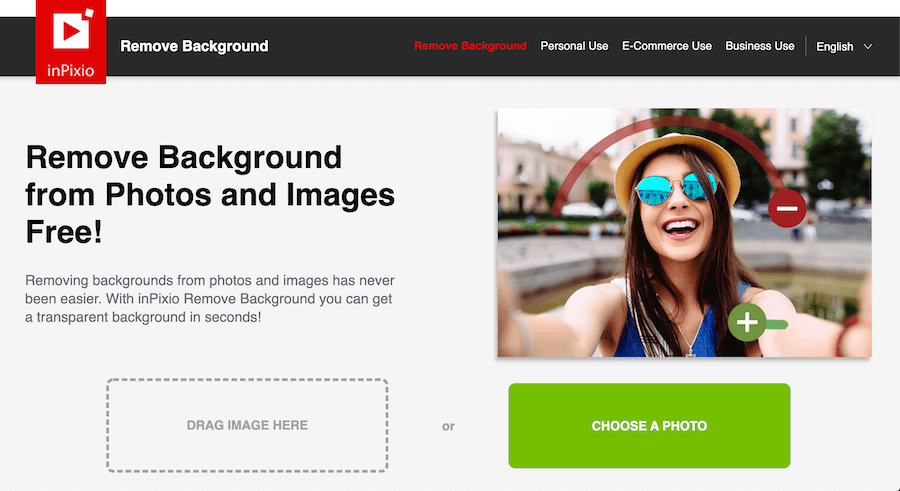 inPixio
Remove Background
Remove Background
Personal Use
E-Commerce Use
Business Use
English
Remove Background
from Photos and Images
Free!
Removing backgrounds from photos and images has never
been easier. With inPixio Remove Background you can get
a transparent background in seconds!
DRAG IMAGE HERE
or
CHOOSE A PHOTO